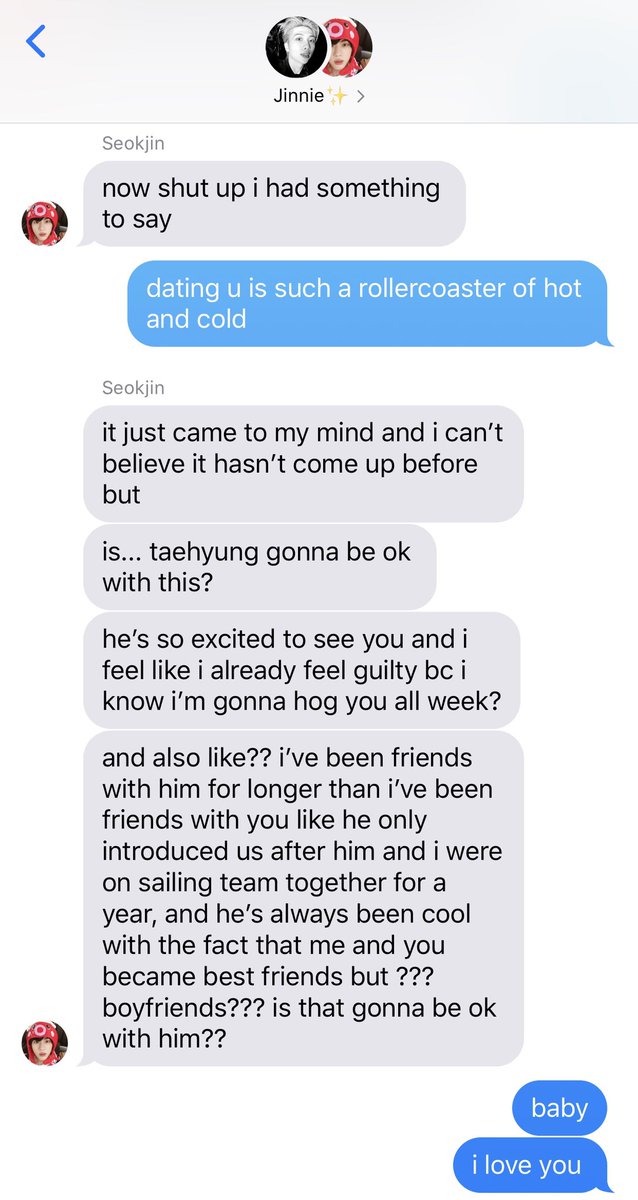 Jinnie✨ >
Seokjin
now shut up i had something
to say
dating u is such a rollercoaster of hot
and cold
Seokjin
it just came to my mind and i can’t
believe it hasn’t come up before
but
is... taehyung gonna be ok
with this?
he’s so excited to see you and i
feel like i already feel guilty bc i
know i’m gonna hog you all week?
and also like?? i’ve been friends
with him for longer than i’ve been
friends with you like he only
introduced us after him and i were
on sailing team together for a
year, and he’s always been cool
with the fact that me and you
became best friends but ???
boyfriends??? is that gonna be ok
with him??
baby
i love you